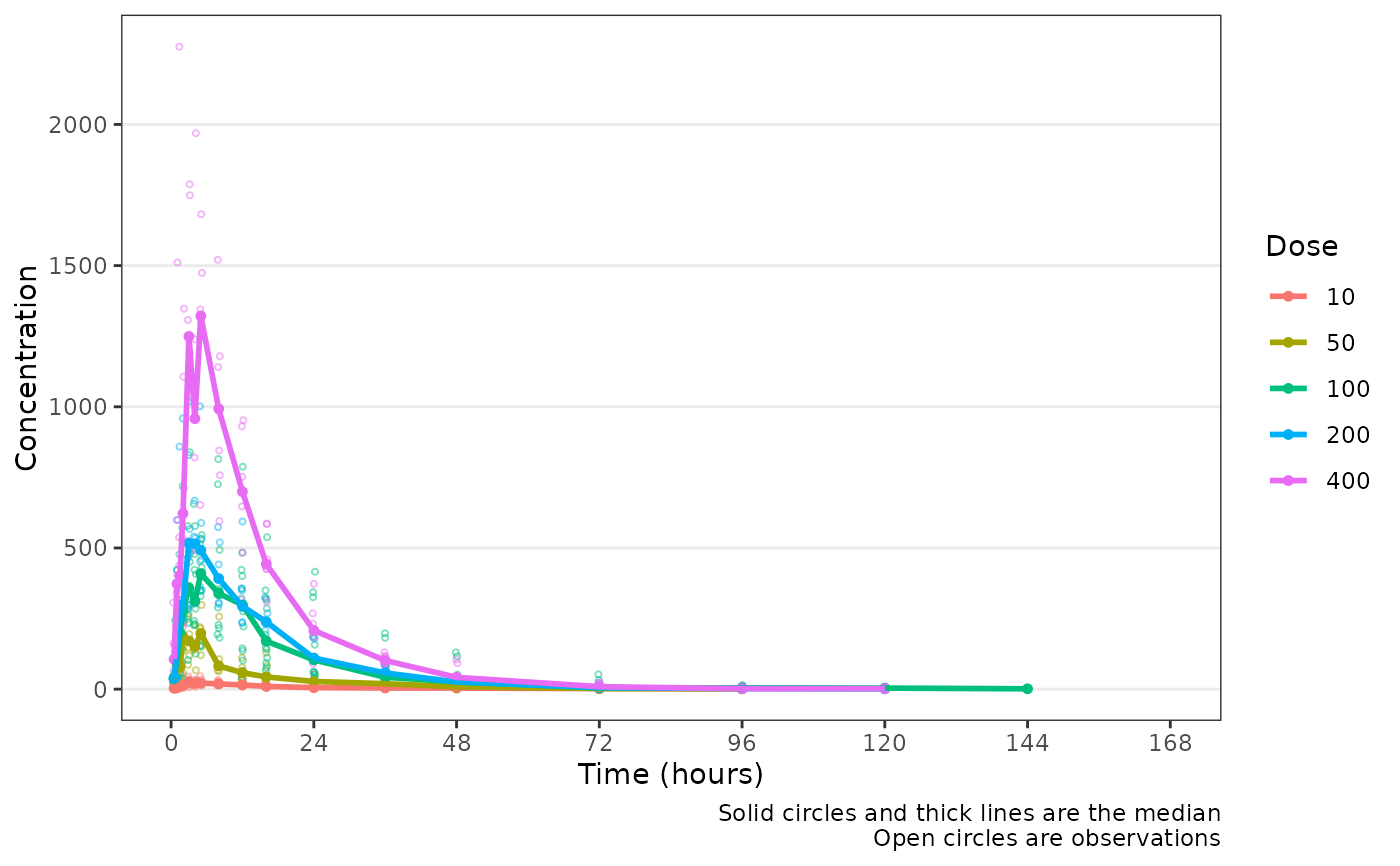 2000
1500
1000
500
0
Concentration
0 24 48 72 96 120 144 168
Time (hours)
Dose
10
50
100
200
400
Solid circles and thick lines are the median
Open circles are observations